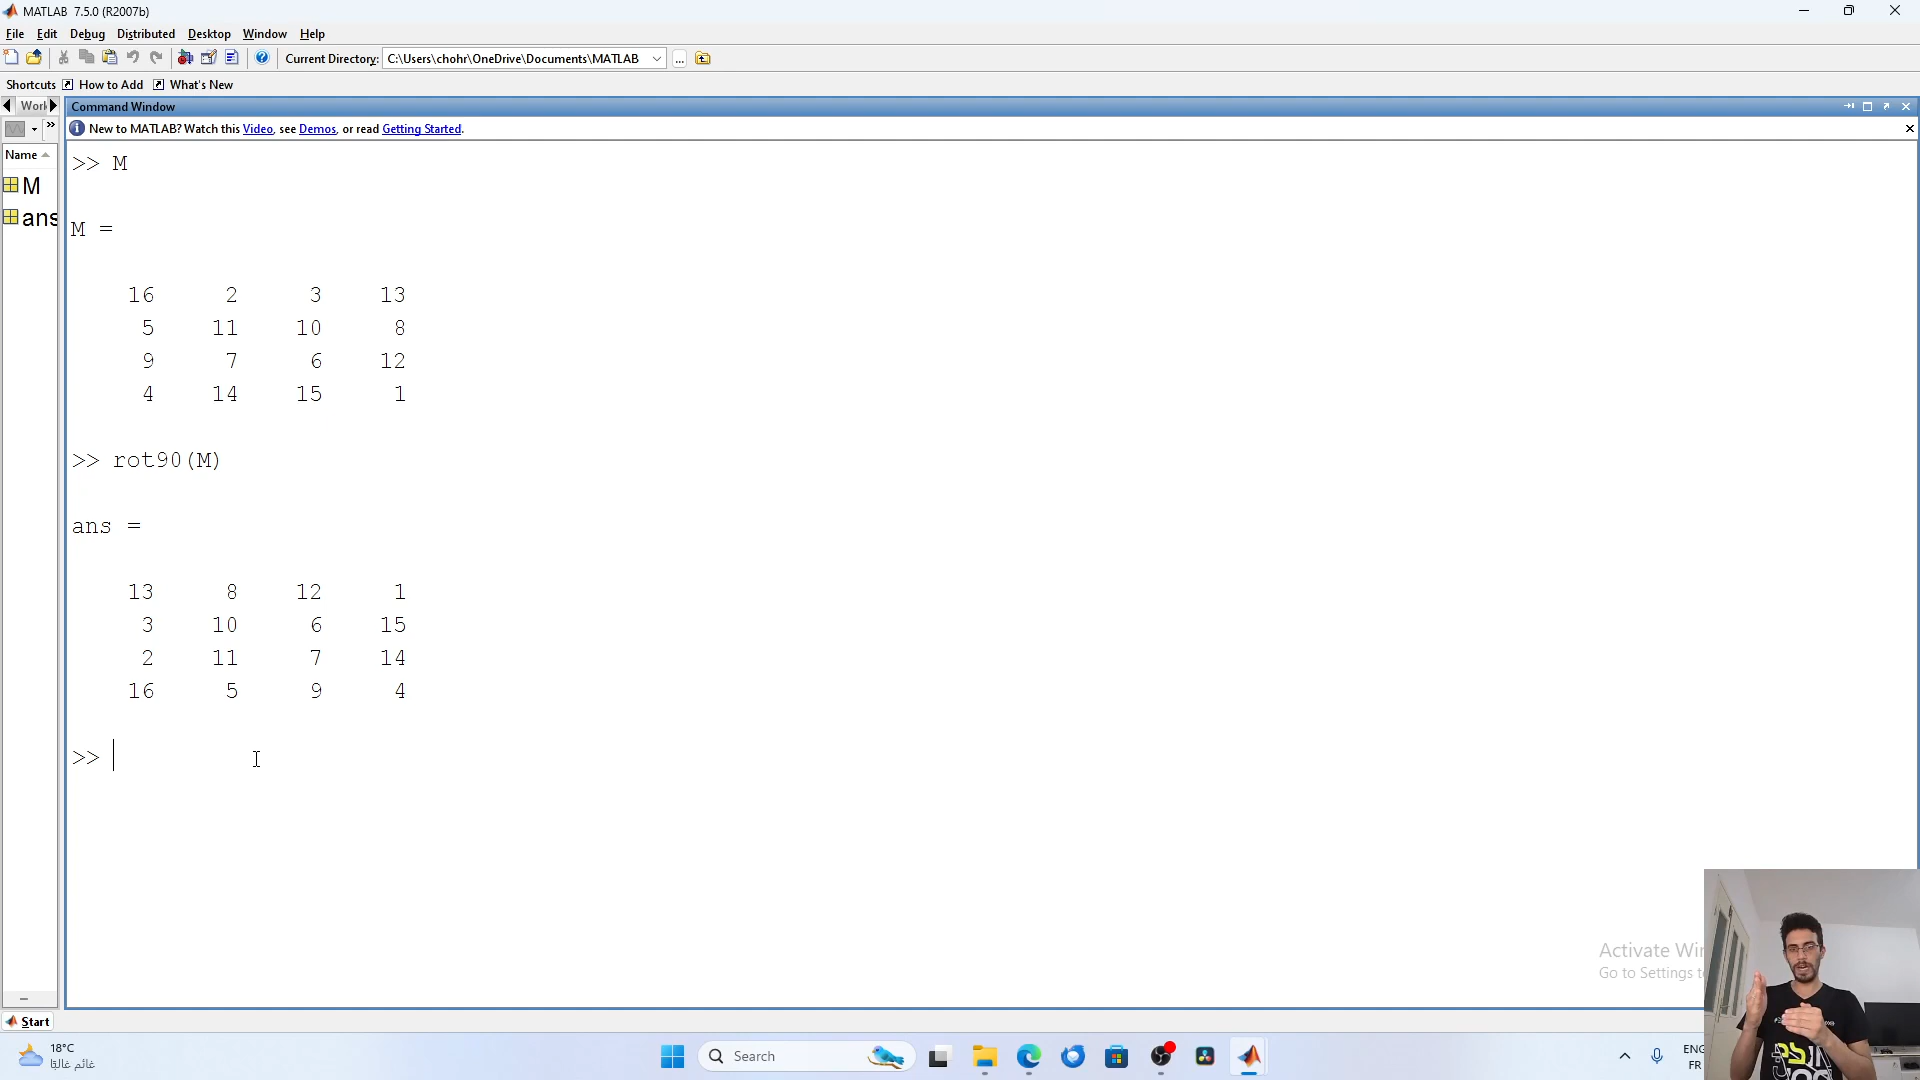 MATLAB 7.5.0 (R2007b)
File Edit Debug Distributed Desktop Window Help
Current Directory: C:\Users\chohr\OneDrive\Documents\MATLAB ...
Shortcuts How to Add What's New
Work
Command Window
New to MATLAB? Watch this Video, see Demos, or read Getting Started.
Name
M
ans
>> M
M =
16 2 3 13
5 11 10 8
9 7 6 12
4 14 15 1
>> rot90(M)
ans =
13 8 12 1
3 10 6 15
2 11 7 14
16 5 9 4
>>
Activate Win
Go to Settings t
Start
18°C
غائم غالبًا
Search
ENG
FR